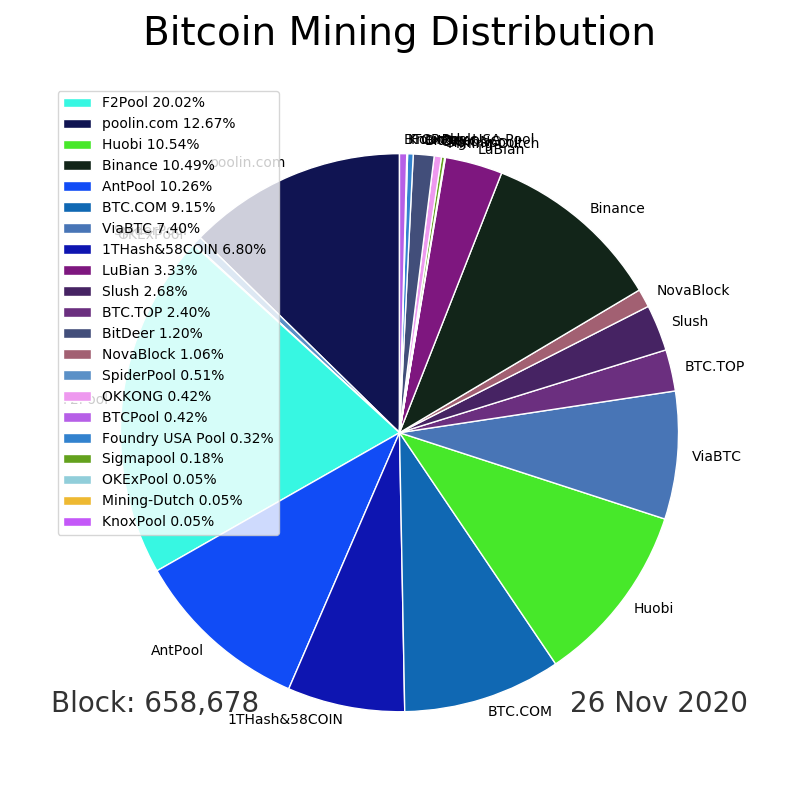 Bitcoin Mining Distribution
F2Pool 20.02%
poolin.com 12.67%
Huobi 10.54%
Binance 10.49%
AntPool 10.26%
BTC.COM 9.15%
ViaBTC 7.40%
1THash&58COIN 6.80%
LuBian 3.33%
Slush 2.68%
BTC.TOP 2.40%
BitDeer 1.20%
NovaBlock 1.06%
SpiderPool 0.51%
OKKONG 0.42%
BTCPool 0.42%
Foundry USA Pool 0.32%
Sigmapool 0.18%
OKExPool 0.05%
Mining-Dutch 0.05%
KnoxPool 0.05%
poolin.com
LuBian
Binance
NovaBlock
Slush
BTC.TOP
ViaBTC
Huobi
BTC.COM
1THash&58COIN
AntPool
F2Pool
Block: 658,678
26 Nov 2020